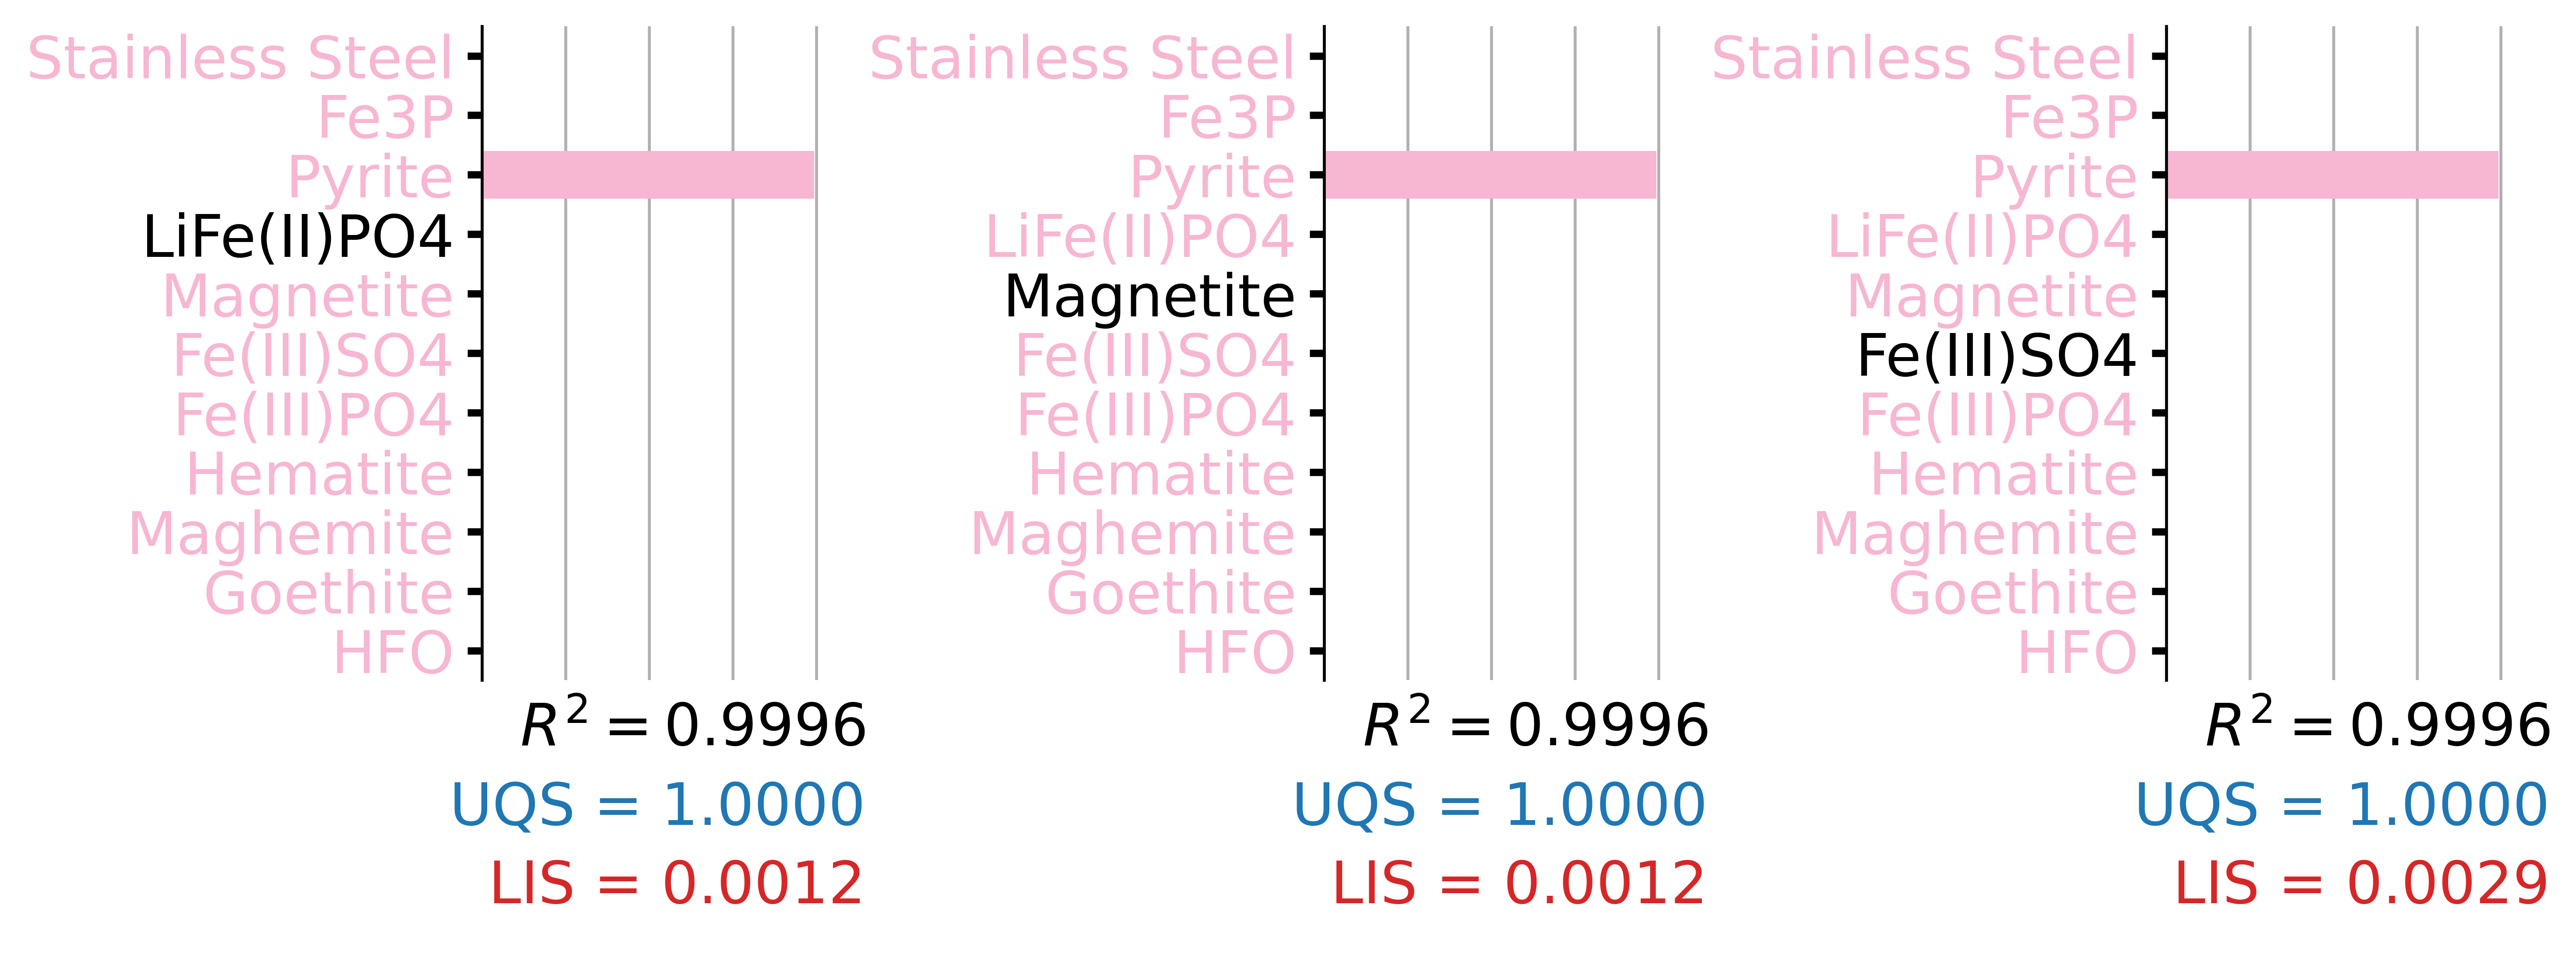 Stainless Steel
Fe3P
Pyrite
LiFe(II)PO4
Magnetite
Fe(III)SO4
Fe(III)PO4
Hematite
Maghemite
Goethite
HFO
R² = 0.9996
UQS = 1.0000
LIS = 0.0012
Stainless Steel
Fe3P
Pyrite
LiFe(II)PO4
Magnetite
Fe(III)SO4
Fe(III)PO4
Hematite
Maghemite
Goethite
HFO
R² = 0.9996
UQS = 1.0000
LIS = 0.0012
Stainless Steel
Fe3P
Pyrite
LiFe(II)PO4
Magnetite
Fe(III)SO4
Fe(III)PO4
Hematite
Maghemite
Goethite
HFO
R² = 0.9996
UQS = 1.0000
LIS = 0.0029